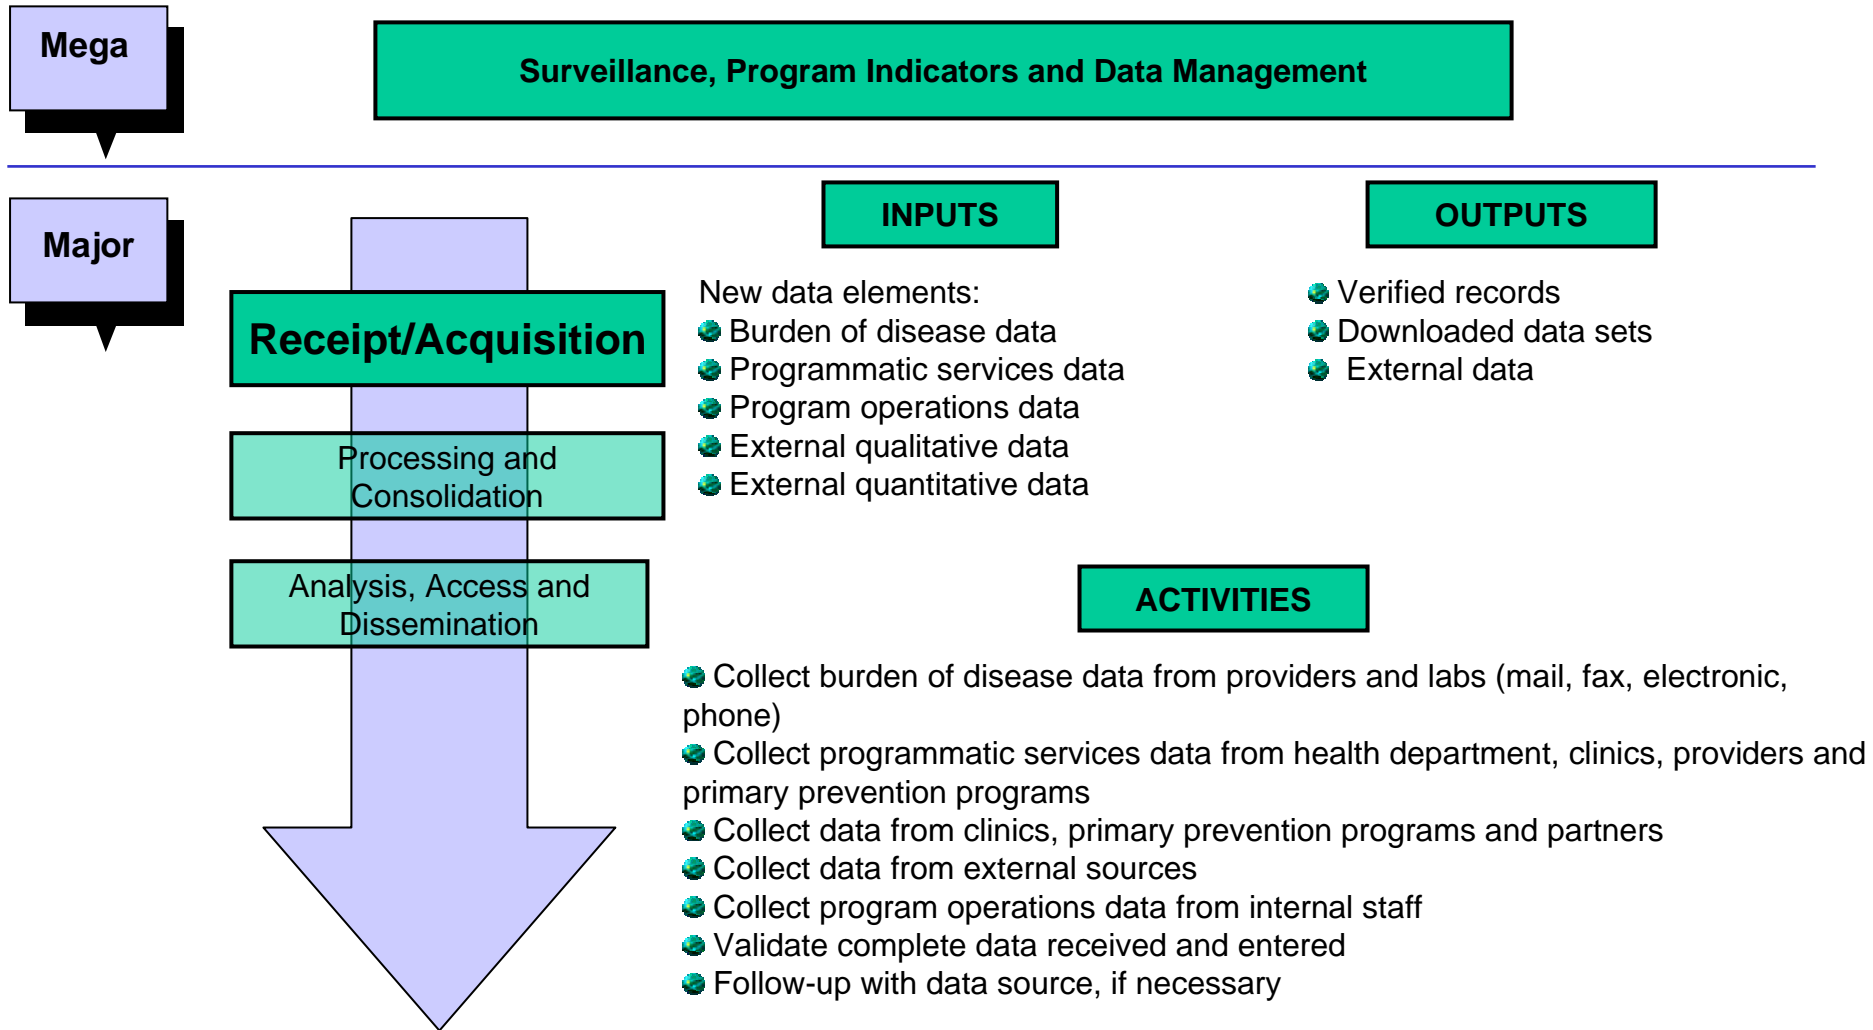 Mega
Surveillance, Program Indicators and Data Management
Major
Receipt/Acquisition
Processing and
Consolidation
Analysis, Access and
Dissemination
INPUTS
New data elements:
Burden of disease data
Programmatic services data
Program operations data
External qualitative data
External quantitative data
OUTPUTS
Verified records
Downloaded data sets
External data
ACTIVITIES
Collect burden of disease data from providers and labs (mail, fax, electronic,
phone)
Collect programmatic services data from health department, clinics, providers and
primary prevention programs
Collect data from clinics, primary prevention programs and partners
Collect data from external sources
Collect program operations data from internal staff
Validate complete data received and entered
Follow-up with data source, if necessary